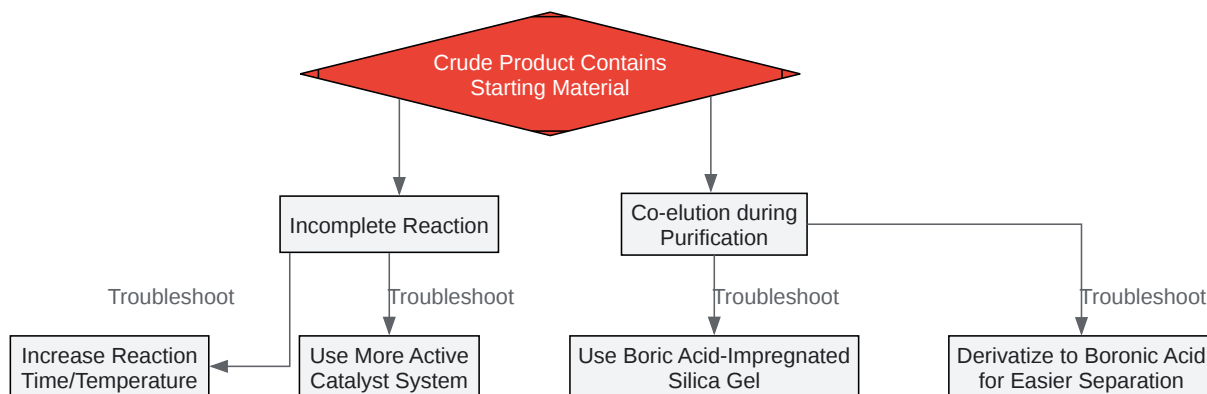 Crude Product Contains
Starting Material
Incomplete Reaction
Co-elution during
Purification
Troubleshoot
Troubleshoot
Troubleshoot
Troubleshoot
Increase Reaction
Time/Temperature
Use More Active
Catalyst System
Use Boric Acid-Impregnated
Silica Gel
Derivatize to Boronic Acid
for Easier Separation